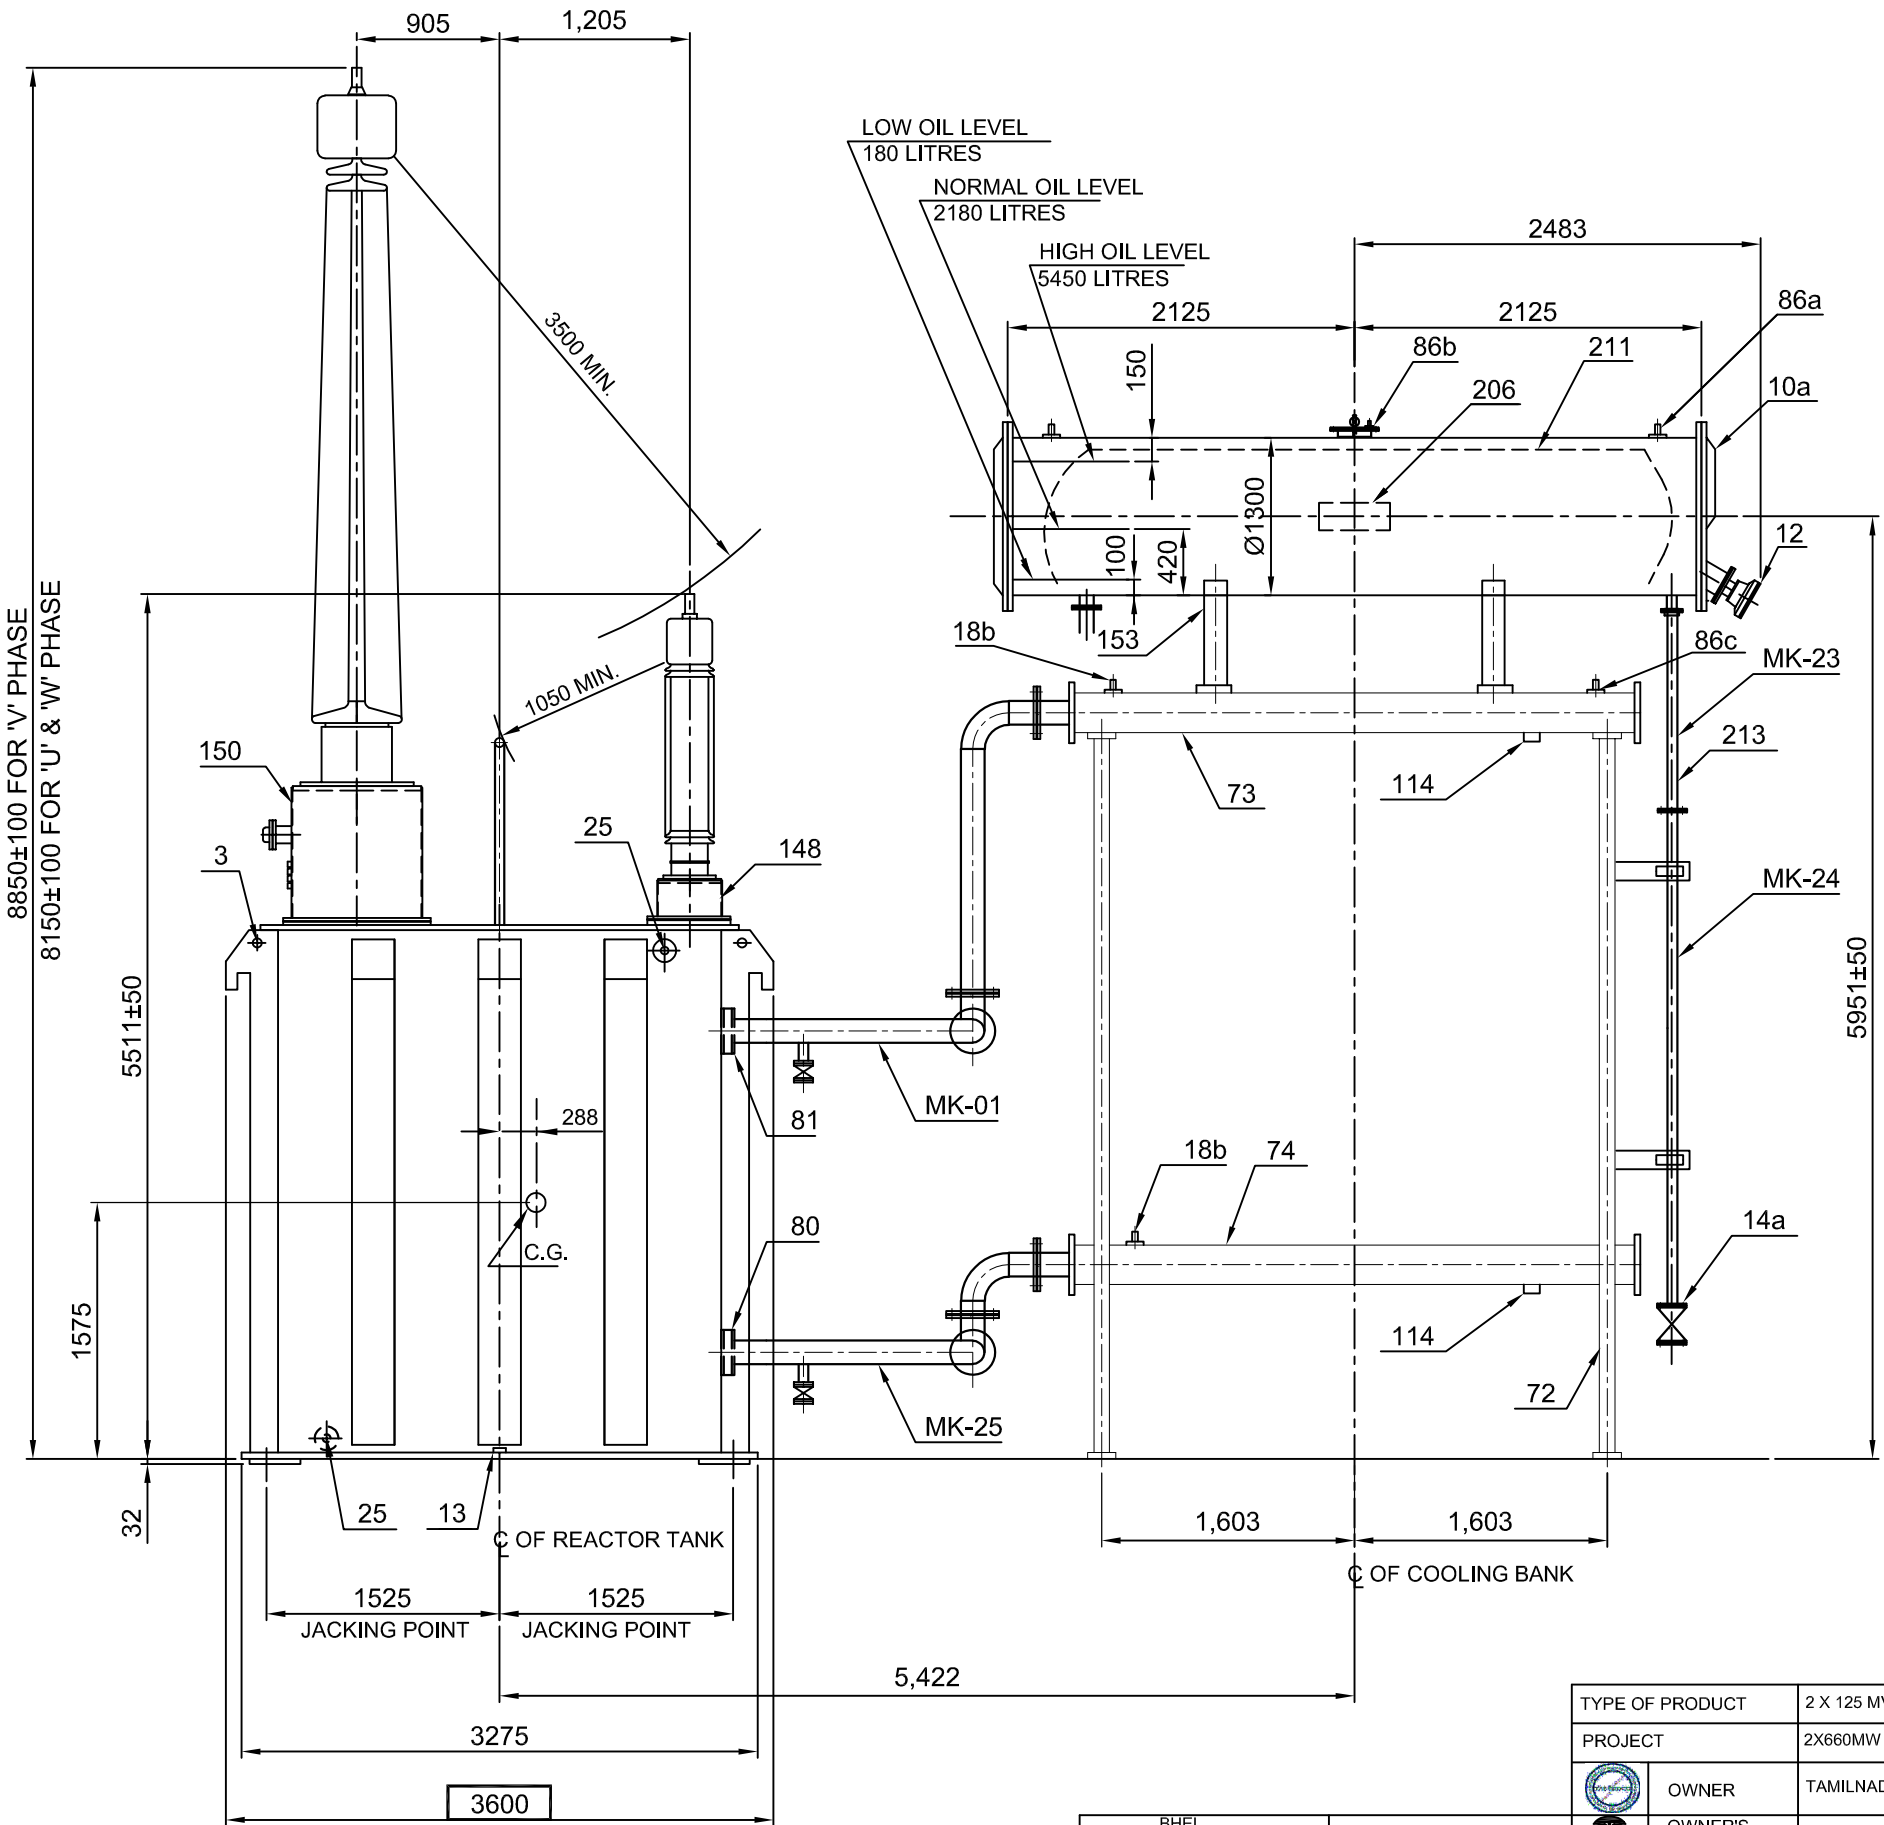 905
1,205
LOW OIL LEVEL
180 LITRES
NORMAL OIL LEVEL
2180 LITRES
HIGH OIL LEVEL
5450 LITRES
2483
2125
2125
86a
86b
211
150
206
10a
3500 MIN.
Ø1300
12
100
420
153
18b
86c
MK-23
1050 MIN.
8850±100 FOR 'V' PHASE
8150±100 FOR 'U' & 'W' PHASE
150
213
73
114
25
148
3
MK-24
5511±50
5951±50
MK-01
81
288
18b
74
80
14a
C.G.
1575
114
72
MK-25
32
25
13
℄ OF REACTOR TANK
1,603
1,603
℄ OF COOLING BANK
1525
1525
JACKING POINT
JACKING POINT
5,422
3275
3600
TYPE OF PRODUCT
2 X 125
PROJECT
2X660MW
OWNER
BHEL
OWNER'S